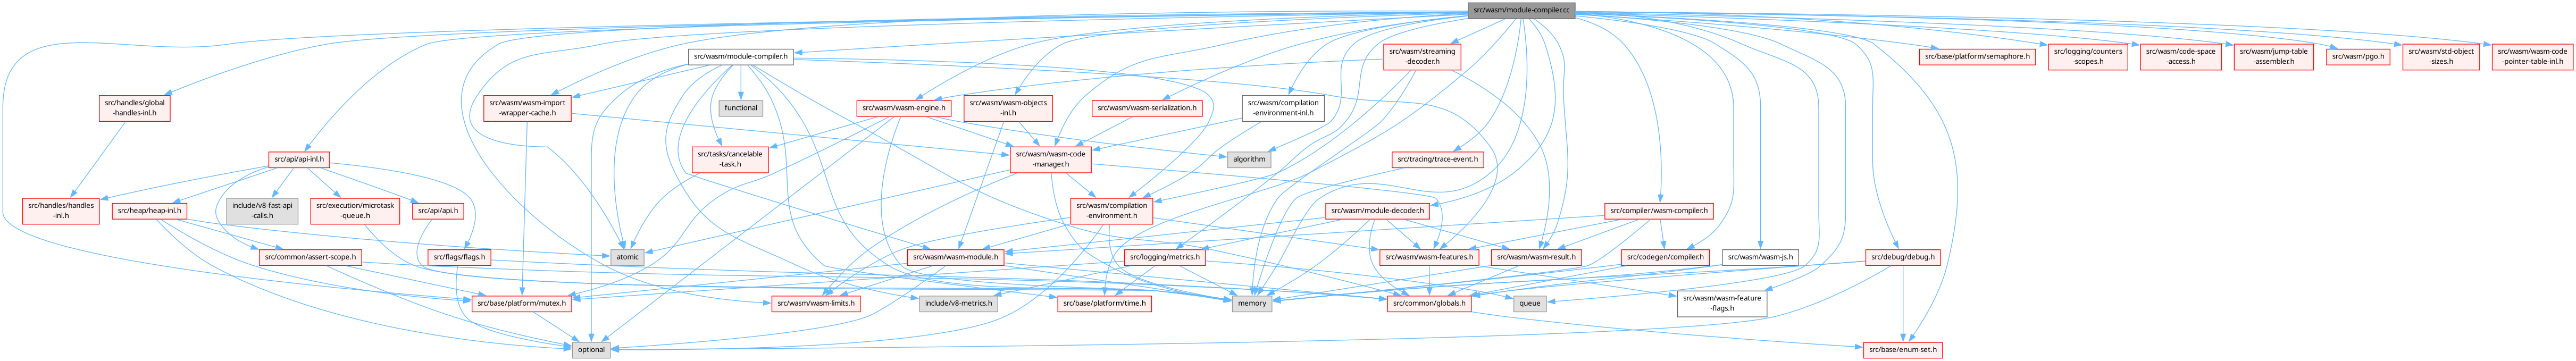 src/wasm/module-compiler.cc
src/wasm/module-compiler.h
src/wasm/streaming
-decoder.h
src/base/platform/semaphore.h
src/logging/counters
-scopes.h
src/wasm/code-space
-access.h
src/wasm/jump-table
-assembler.h
src/wasm/pgo.h
src/wasm/std-object
-sizes.h
src/wasm/wasm-code
-pointer-table-inl.h
src/handles/global
-handles-inl.h
src/wasm/wasm-import
-wrapper-cache.h
functional
src/wasm/wasm-engine.h
src/wasm/wasm-objects
-inl.h
src/wasm/wasm-serialization.h
src/wasm/compilation
-environment-inl.h
src/api/api-inl.h
src/tasks/cancelable
-task.h
src/wasm/wasm-code
-manager.h
algorithm
src/tracing/trace-event.h
src/handles/handles
-inl.h
src/heap/heap-inl.h
include/v8-fast-api
-calls.h
src/execution/microtask
-queue.h
src/api/api.h
src/wasm/compilation
-environment.h
src/wasm/module-decoder.h
src/compiler/wasm-compiler.h
src/common/assert-scope.h
src/flags/flags.h
atomic
src/wasm/wasm-module.h
src/logging/metrics.h
src/wasm/wasm-features.h
src/wasm/wasm-result.h
src/codegen/compiler.h
src/wasm/wasm-js.h
src/debug/debug.h
src/base/platform/mutex.h
src/wasm/wasm-limits.h
include/v8-metrics.h
src/base/platform/time.h
memory
src/common/globals.h
queue
src/wasm/wasm-feature
-flags.h
optional
src/base/enum-set.h